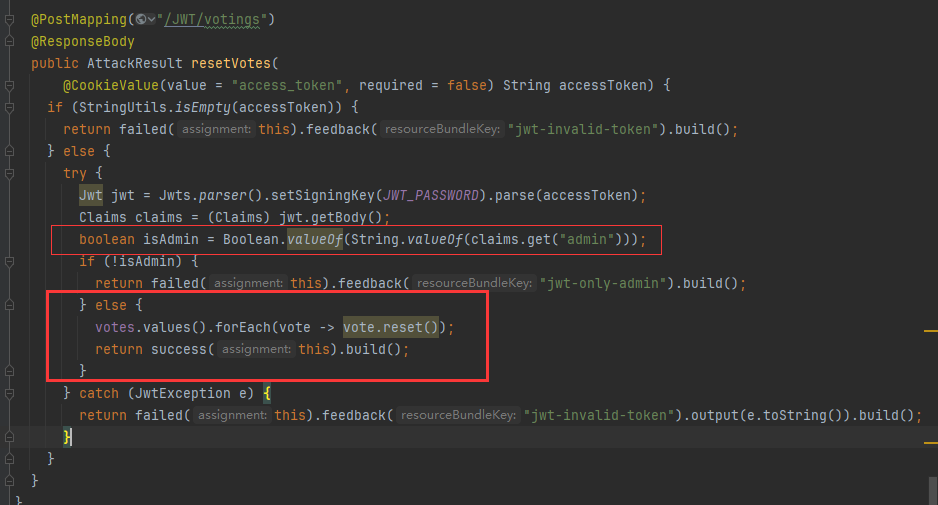 @PostMapping("/JWT/votings")
@ResponseBody
public AttackResult resetVotes(
@CookieValue(value = "access_token", required = false) String accessToken) {
if (StringUtils.isEmpty(accessToken)) {
return failed( assignment: this).feedback( resourceBundleKey: "jwt-invalid-token").build();
} else {
try {
Jwt jwt = Jwts.parser().setSigningKey(JWT_PASSWORD).parse(accessToken);
Claims claims = (Claims) jwt.getBody();
boolean isAdmin = Boolean.valueOf(String.valueOf(claims.get("admin")));
if (!isAdmin) {
return failed( assignment: this).feedback( resourceBundleKey: "jwt-only-admin").build();
} else {
votes.values().forEach(vote -> vote.reset());
return success( assignment: this).build();
}
} catch (JwtException e) {
return failed( assignment: this).feedback( resourceBundleKey: "jwt-invalid-token").output(e.toString()).build();
}
}
}
}